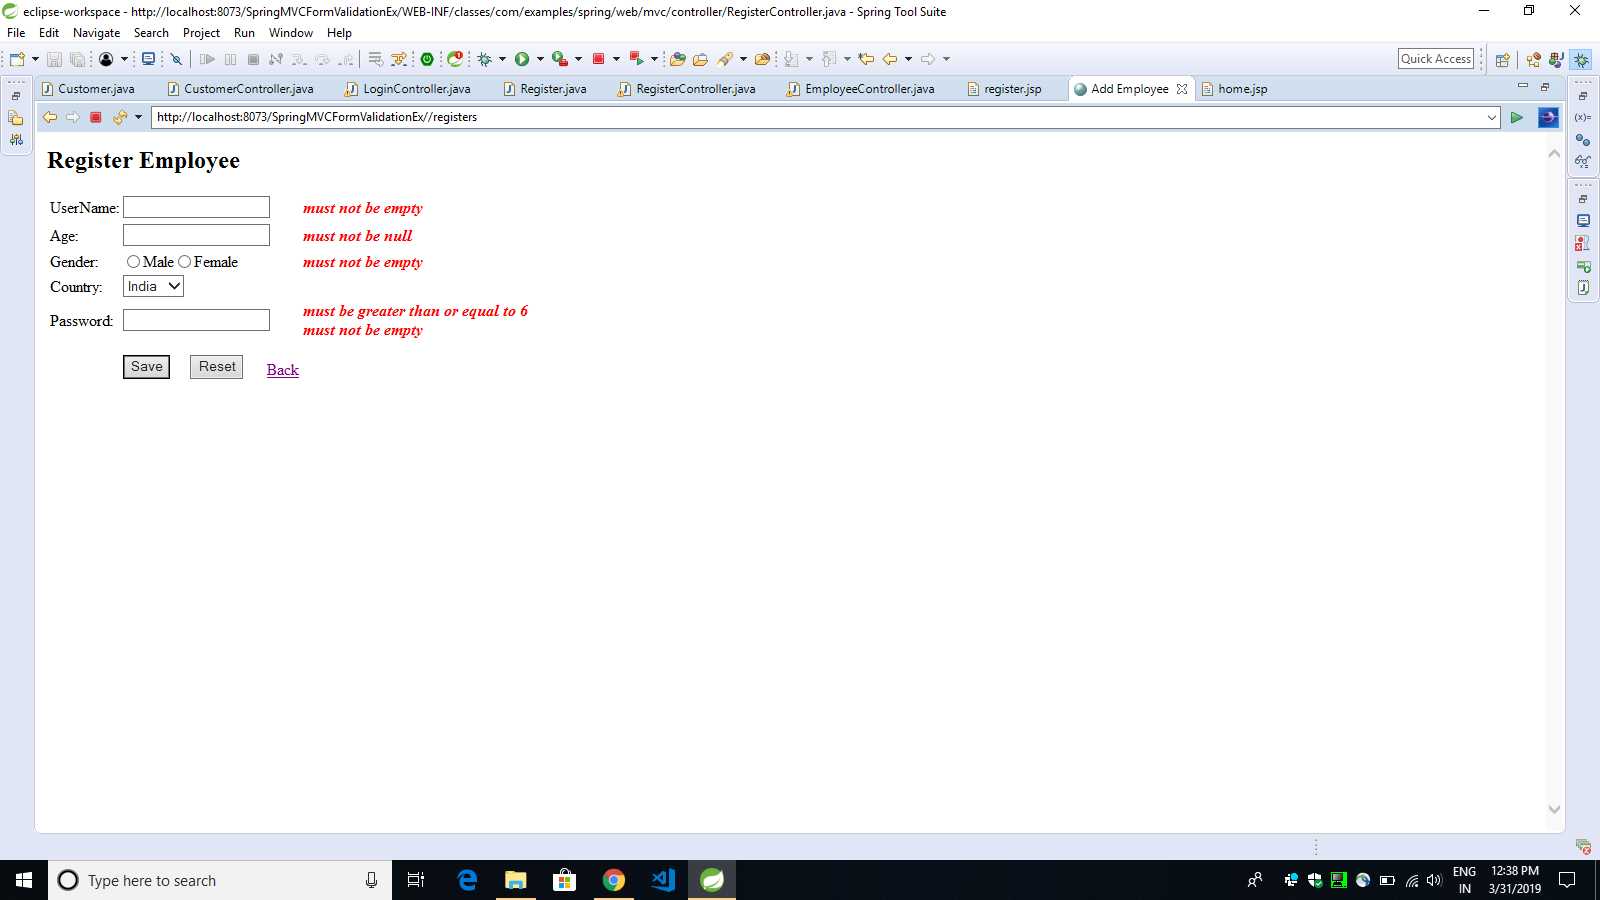 eclipse-workspace - http://localhost:8073/SpringMVCFormValidationEx/WEB-INF/classes/com/examples/spring/web/mvc/controller/RegisterController.java - Spring Tool Suite
File Edit Navigate Search Project Run Window Help
Quick Access
Customer.java CustomerController.java LoginController.java Register.java RegisterController.java EmployeeController.java register.jsp Add Employee home.jsp
http://localhost:8073/SpringMVCFormValidationEx//registers
(x)=
Register Employee
UserName: must not be empty
Age: must not be null
Gender: Male Female must not be empty
Country: India
Password: must be greater than or equal to 6
must not be empty
Save Reset Back
Type here to search
ENG 12:38 PM
IN 3/31/2019